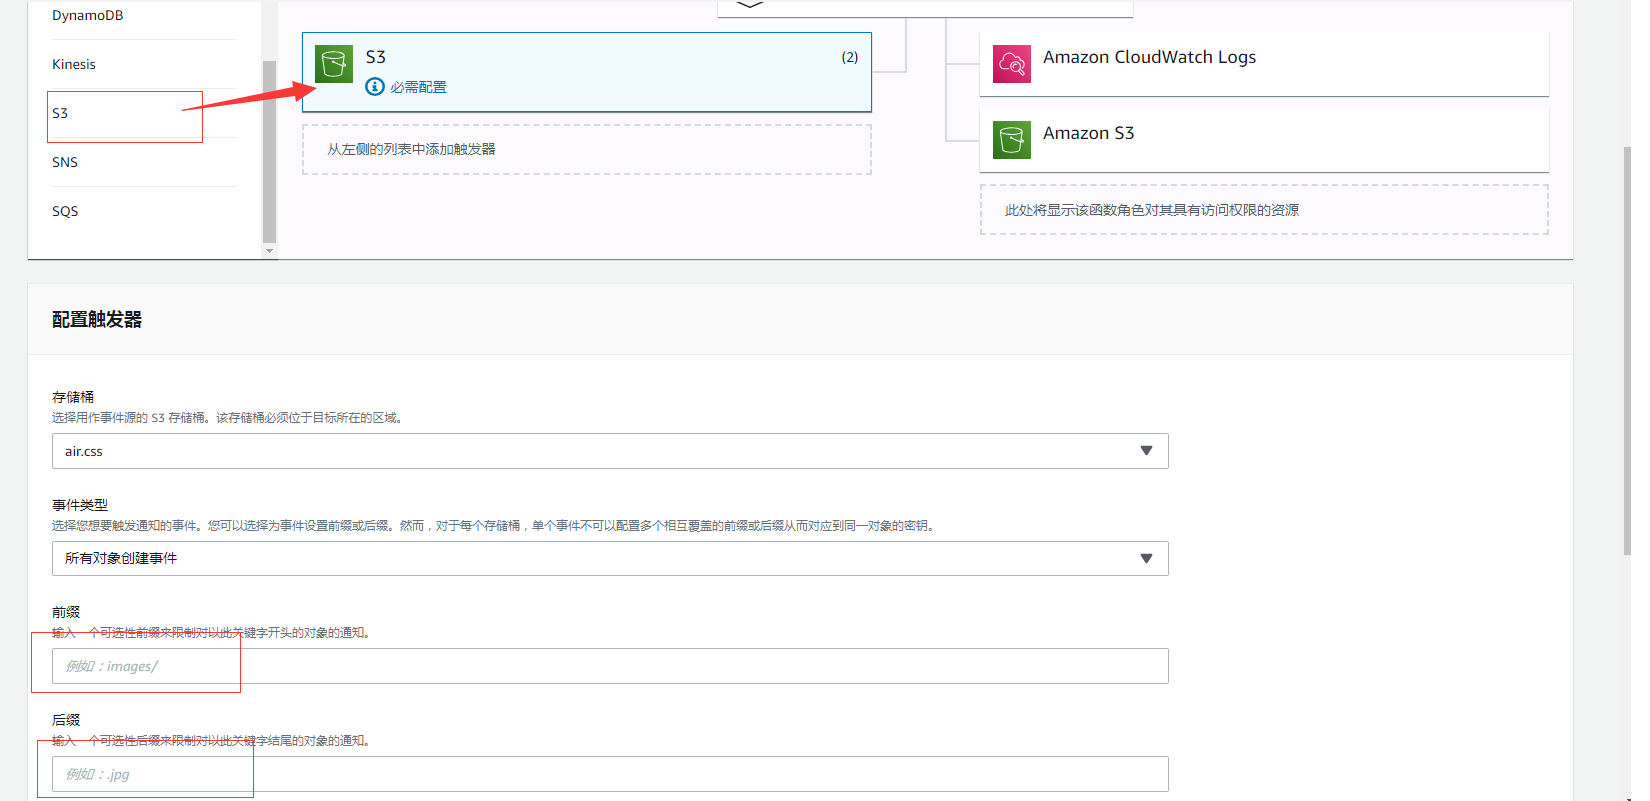 DynamoDB
Kinesis
S3
SNS
SQS
S3
(2)
必需配置
从左侧的列表中添加触发器
Amazon CloudWatch Logs
Amazon S3
此处将显示该函数角色对其具有访问权限的资源
配置触发器
存储桶
选择用作事件源的 S3 存储桶。该存储桶必须位于目标所在的区域。
air.css
事件类型
选择您想要触发通知的事件。您可以选择为事件设置前缀或后缀。然而，对于每个存储桶，单个事件不可以配置多个相互覆盖的前缀或后缀从而对应到同一对象的密钥。
所有对象创建事件
前缀
输入一个可选性前缀来限制对以此关键字开头的对象的通知。
例如：images/
后缀
输入一个可选性后缀来限制对以此关键字结尾的对象的通知。
例如：.jpg